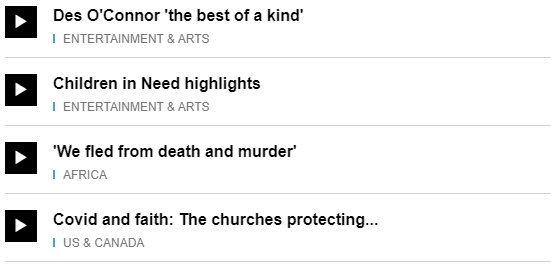 Des O'Connor 'the best of a kind'
ENTERTAINMENT & ARTS
Children in Need highlights
ENTERTAINMENT & ARTS
'We fled from death and murder'
AFRICA
Covid and faith: The churches protecting...
US & CANADA